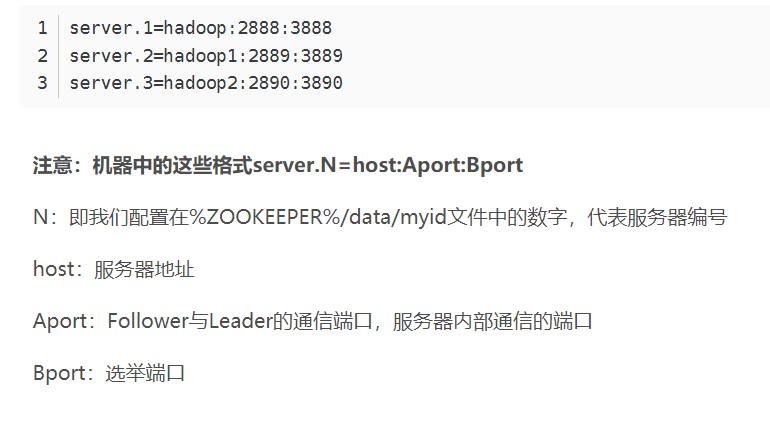 1 server.1=hadoop:2888:3888
2 server.2=hadoop1:2889:3889
3 server.3=hadoop2:2890:3890
注意：机器中的这些格式server.N=host:Aport:Bport
N：即我们配置在%ZOOKEEPER%/data/myid文件中的数字，代表服务器编号
host：服务器地址
Aport：Follower与Leader的通信端口，服务器内部通信的端口
Bport：选举端口